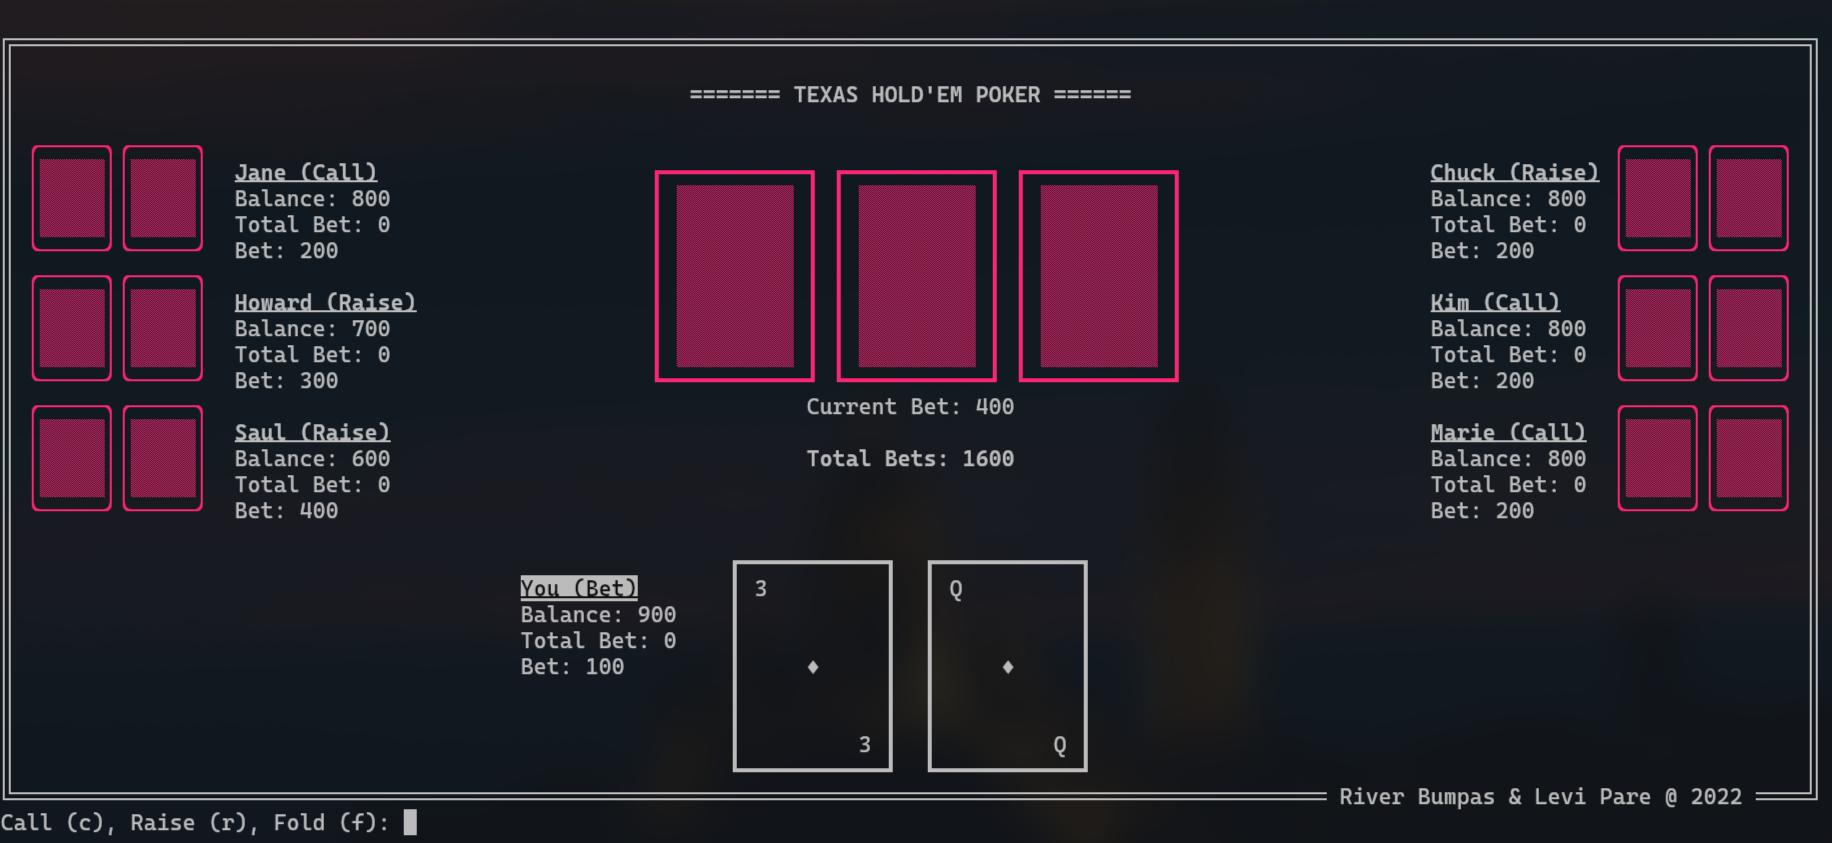 ======= TEXAS HOLD'EM POKER ======
Jane (Call)
Balance: 800
Total Bet: 0
Bet: 200
Howard (Raise)
Balance: 700
Total Bet: 0
Bet: 300
Saul (Raise)
Balance: 600
Total Bet: 0
Bet: 400
Current Bet: 400
Total Bets: 1600
Chuck (Raise)
Balance: 800
Total Bet: 0
Bet: 200
Kim (Call)
Balance: 800
Total Bet: 0
Bet: 200
Marie (Call)
Balance: 800
Total Bet: 0
Bet: 200
You (Bet)
Balance: 900
Total Bet: 0
Bet: 100
3
♦
3
Q
♦
Q
River Bumpas & Levi Pare @ 2022
Call (c), Raise (r), Fold (f):